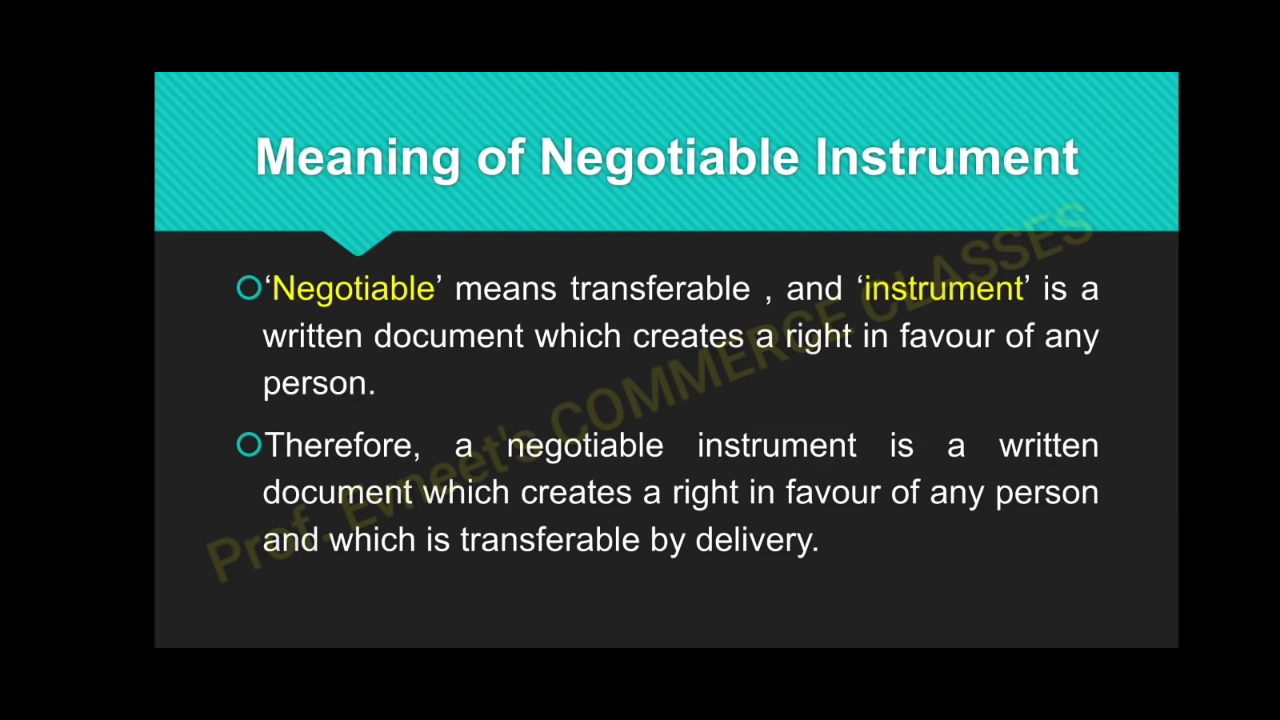 Meaning of Negotiable Instrument
‘Negotiable’ means transferable , and ‘instrument’ is a
written document which creates a right in favour of any
person.
Therefore, a negotiable instrument is a written
document which creates a right in favour of any person
and which is transferable by delivery.
Prof. Evneet's COMMERCE CLASSES